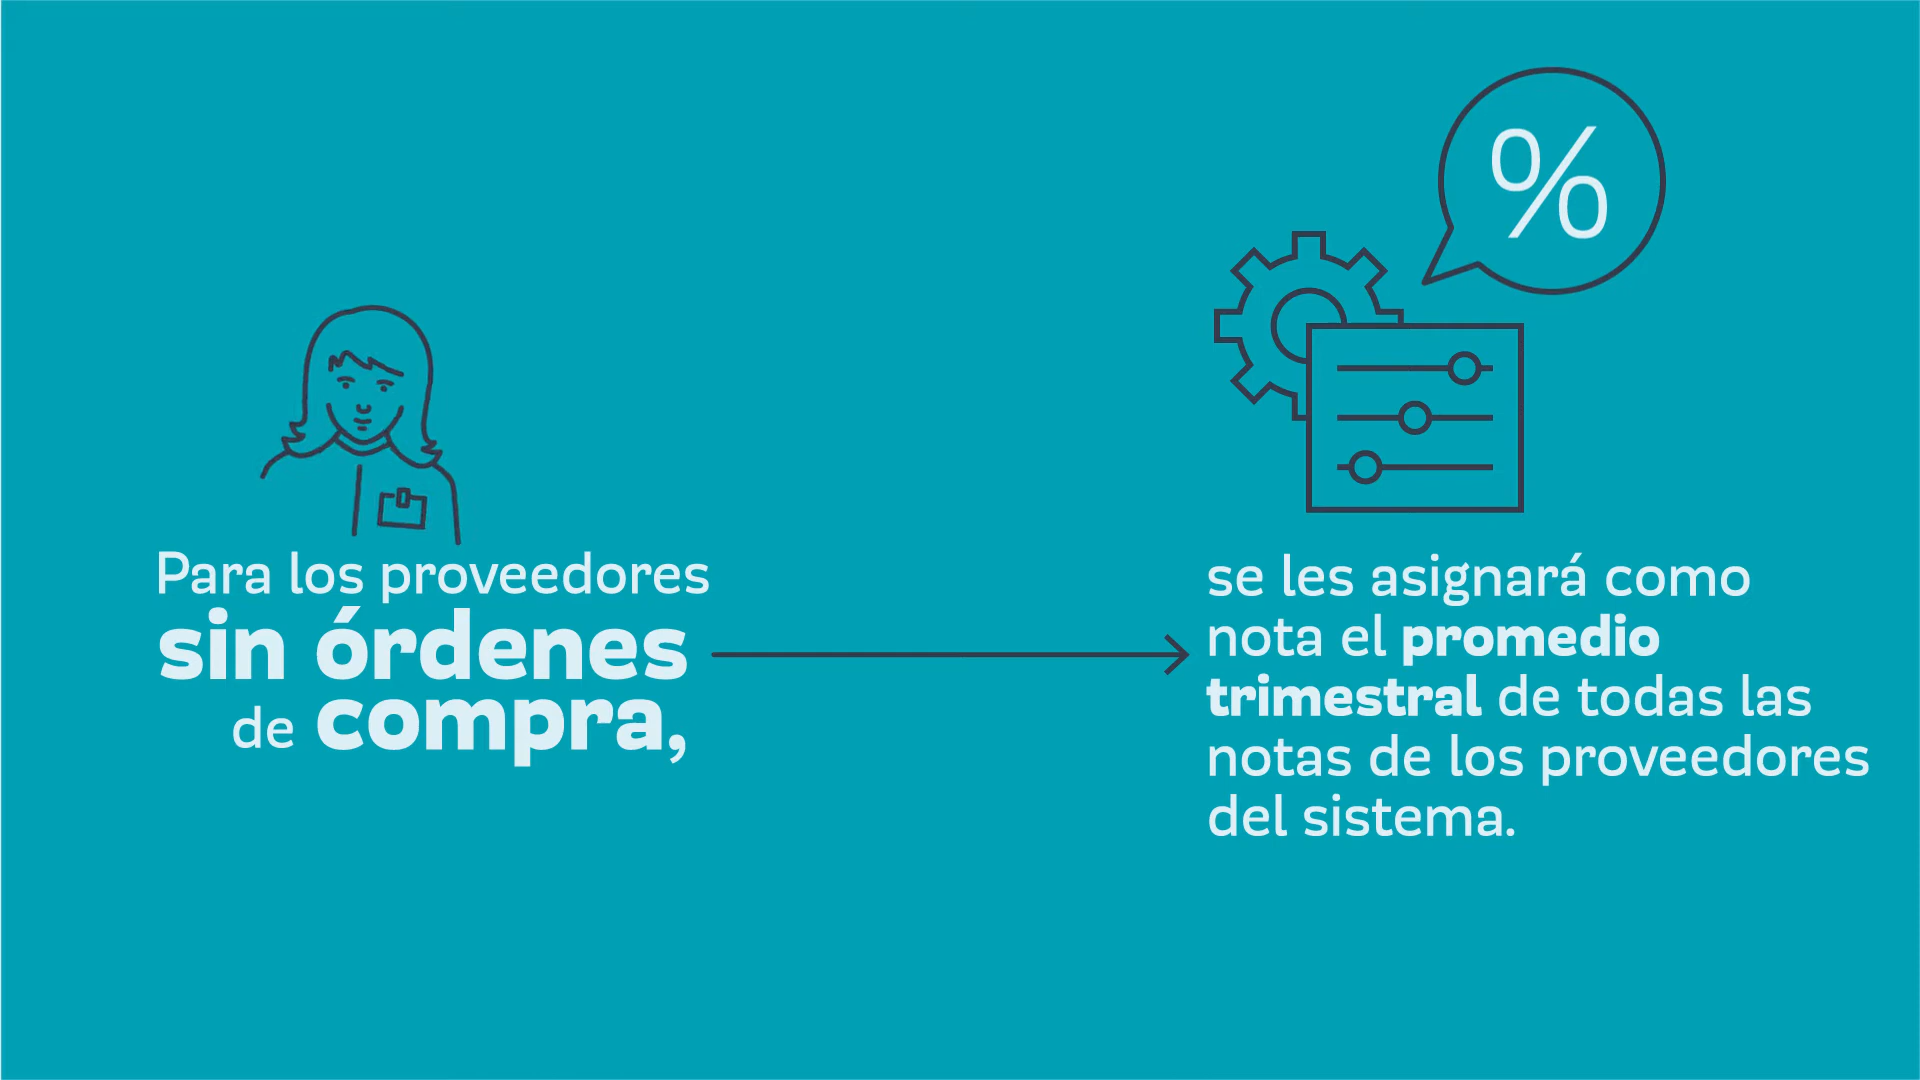 %
Para los proveedores
sin órdenes
de compra,
se les asignará como
nota el promedio
trimestral de todas las
notas de los proveedores
del sistema.